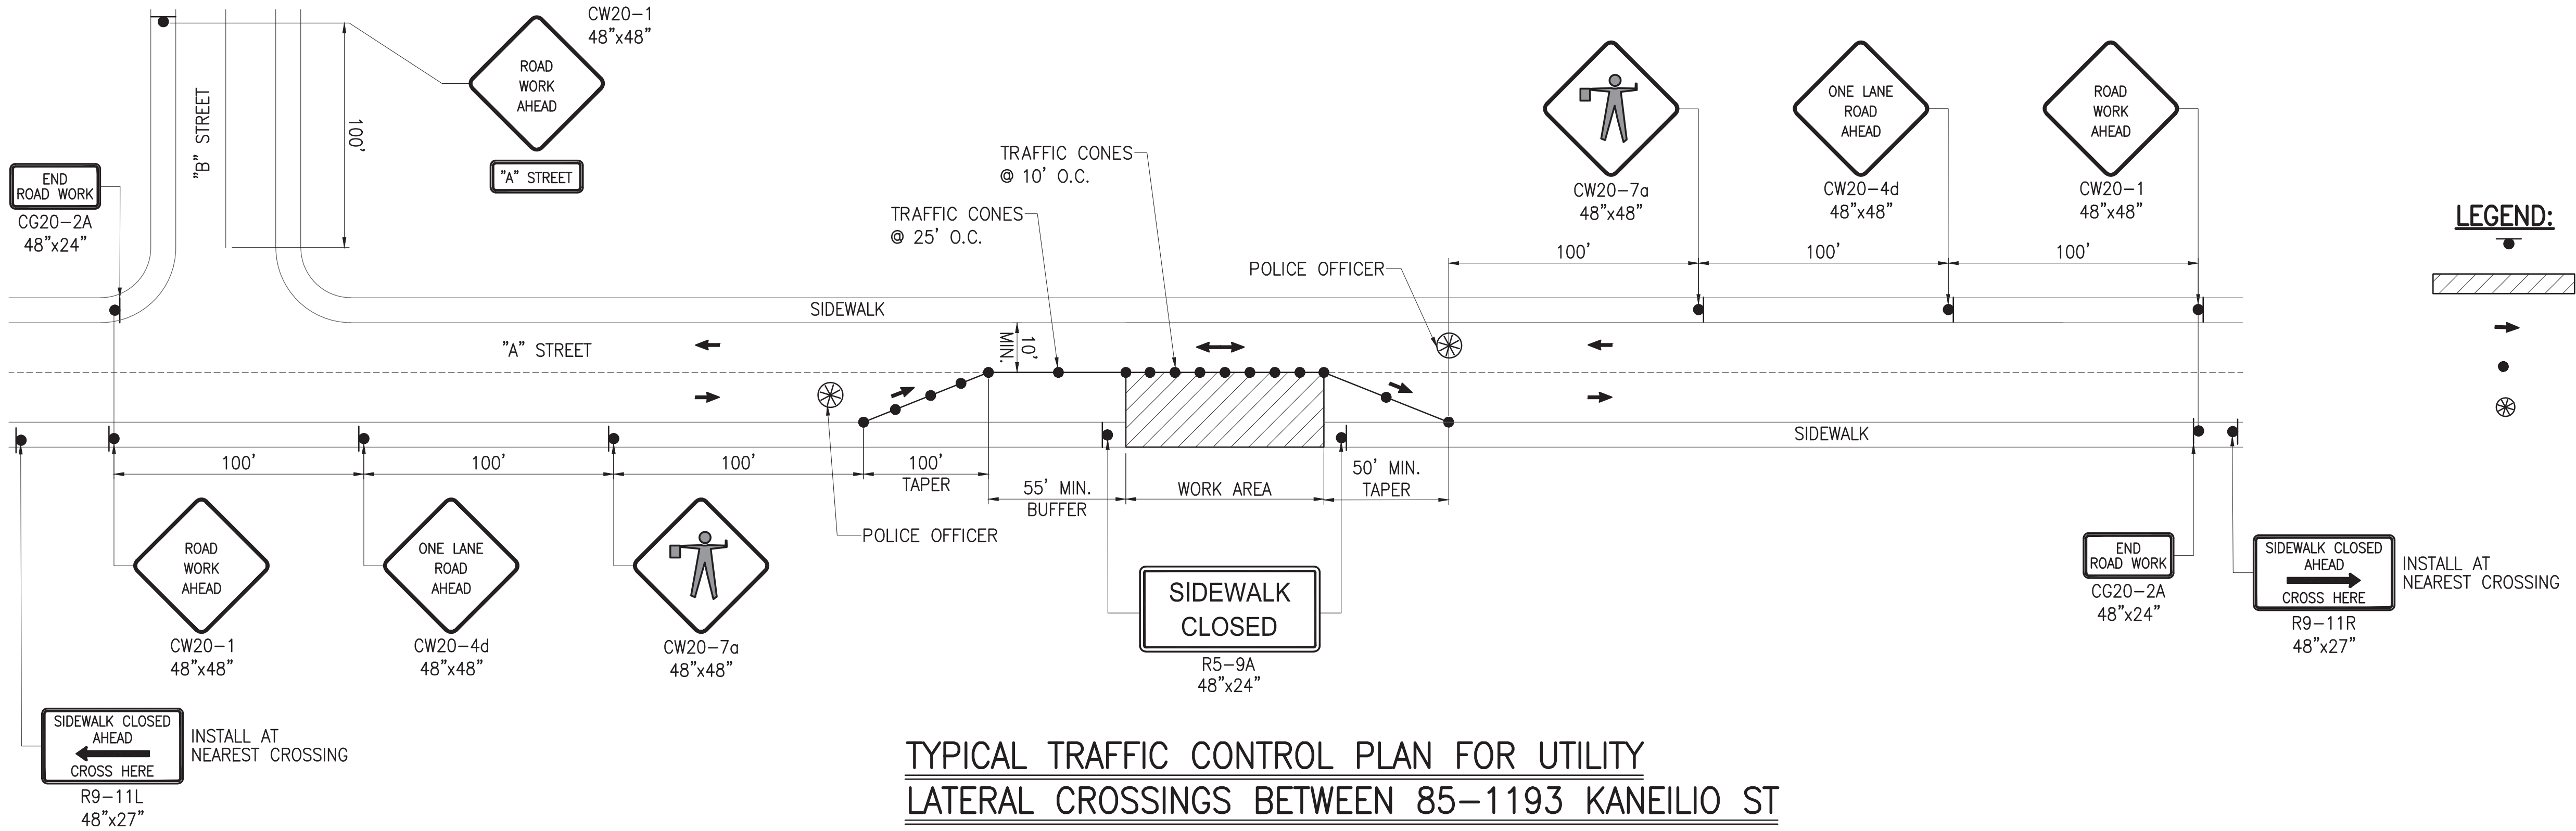 CW20-1
48"x48"
ROAD
WORK
AHEAD
"A" STREET
"B" STREET
100'
END
ROAD WORK
CG20-2A
48"x24"
TRAFFIC CONES
@ 10' O.C.
TRAFFIC CONES
@ 25' O.C.
POLICE OFFICER
CW20-7a
48"x48"
ONE LANE
ROAD
AHEAD
CW20-4d
48"x48"
ROAD
WORK
AHEAD
CW20-1
48"x48"
100'
100'
100'
LEGEND:
SIDEWALK
"A" STREET
10'
MIN.
SIDEWALK
100'
100'
100'
100'
TAPER
55' MIN.
BUFFER
WORK AREA
50' MIN.
TAPER
POLICE OFFICER
ROAD
WORK
AHEAD
CW20-1
48"x48"
ONE LANE
ROAD
AHEAD
CW20-4d
48"x48"
CW20-7a
48"x48"
SIDEWALK
CLOSED
R5-9A
48"x24"
END
ROAD WORK
CG20-2A
48"x24"
SIDEWALK CLOSED
AHEAD
CROSS HERE
R9-11R
48"x27"
INSTALL AT
NEAREST CROSSING
SIDEWALK CLOSED
AHEAD
CROSS HERE
R9-11L
48"x27"
INSTALL AT
NEAREST CROSSING
TYPICAL TRAFFIC CONTROL PLAN FOR UTILITY
LATERAL CROSSINGS BETWEEN 85-1193 KANEILIO ST